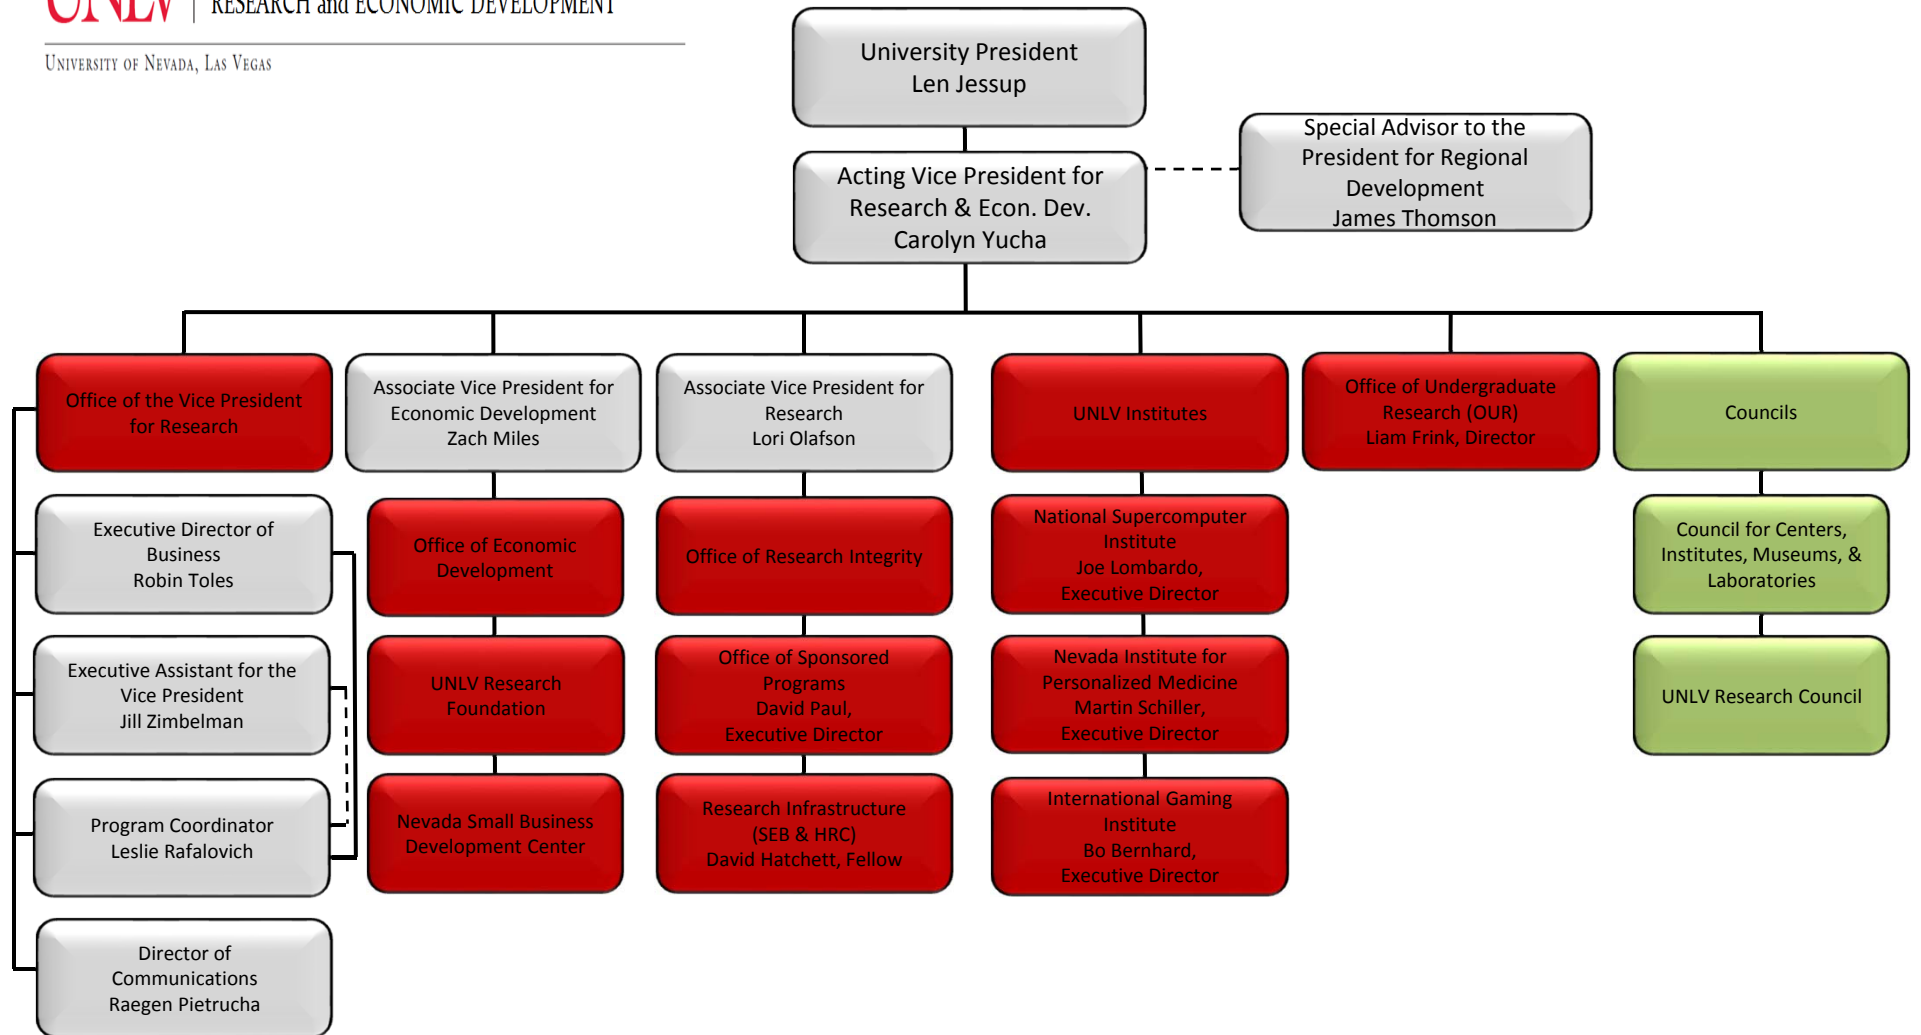 UNLV | RESEARCH and ECONOMIC DEVELOPMENT
UNIVERSITY OF NEVADA, LAS VEGAS
University President
Len Jessup
Acting Vice President for
Research & Econ. Dev.
Carolyn Yucha
Special Advisor to the
President for Regional
Development
James Thomson
Office of the Vice President
for Research
Executive Director of
Business
Robin Toles
Executive Assistant for the
Vice President
Jill Zimbelman
Program Coordinator
Leslie Rafalovich
Director of
Communications
Raegen Pietrucha
Associate Vice President for
Economic Development
Zach Miles
Office of Economic
Development
UNLV Research
Foundation
Nevada Small Business
Development Center
Associate Vice President for
Research
Lori Olafson
Office of Research Integrity
Office of Sponsored
Programs
David Paul,
Executive Director
Research Infrastructure
(SEB & HRC)
David Hatchett, Fellow
UNLV Institutes
National Supercomputer
Institute
Joe Lombardo,
Executive Director
Nevada Institute for
Personalized Medicine
Martin Schiller,
Executive Director
International Gaming
Institute
Bo Bernhard,
Executive Director
Office of Undergraduate
Research (OUR)
Liam Frink, Director
Councils
Council for Centers,
Institutes, Museums, &
Laboratories
UNLV Research Council